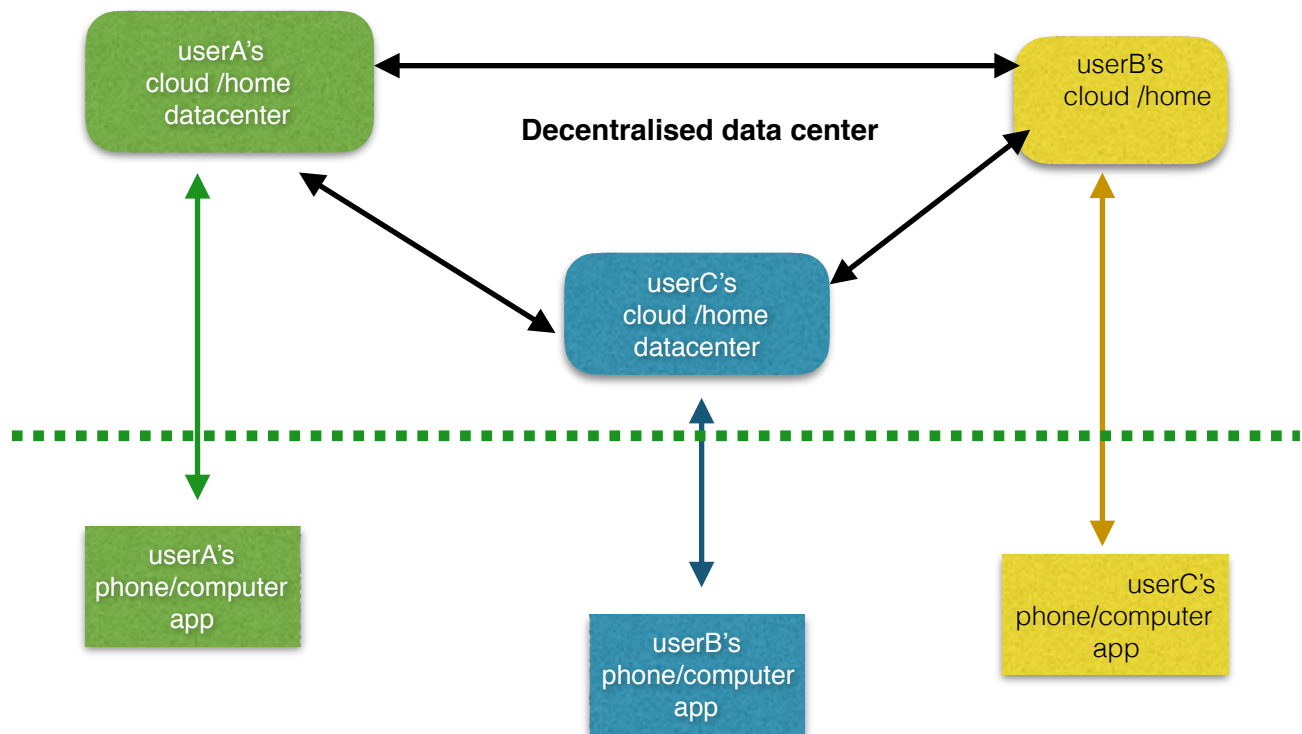 userA’s
cloud /home
datacenter
userB’s
cloud /home
Decentralised data center
userC’s
cloud /home
datacenter
userA’s
phone/computer
app
userB’s
phone/computer
app
userC’s
phone/computer
app